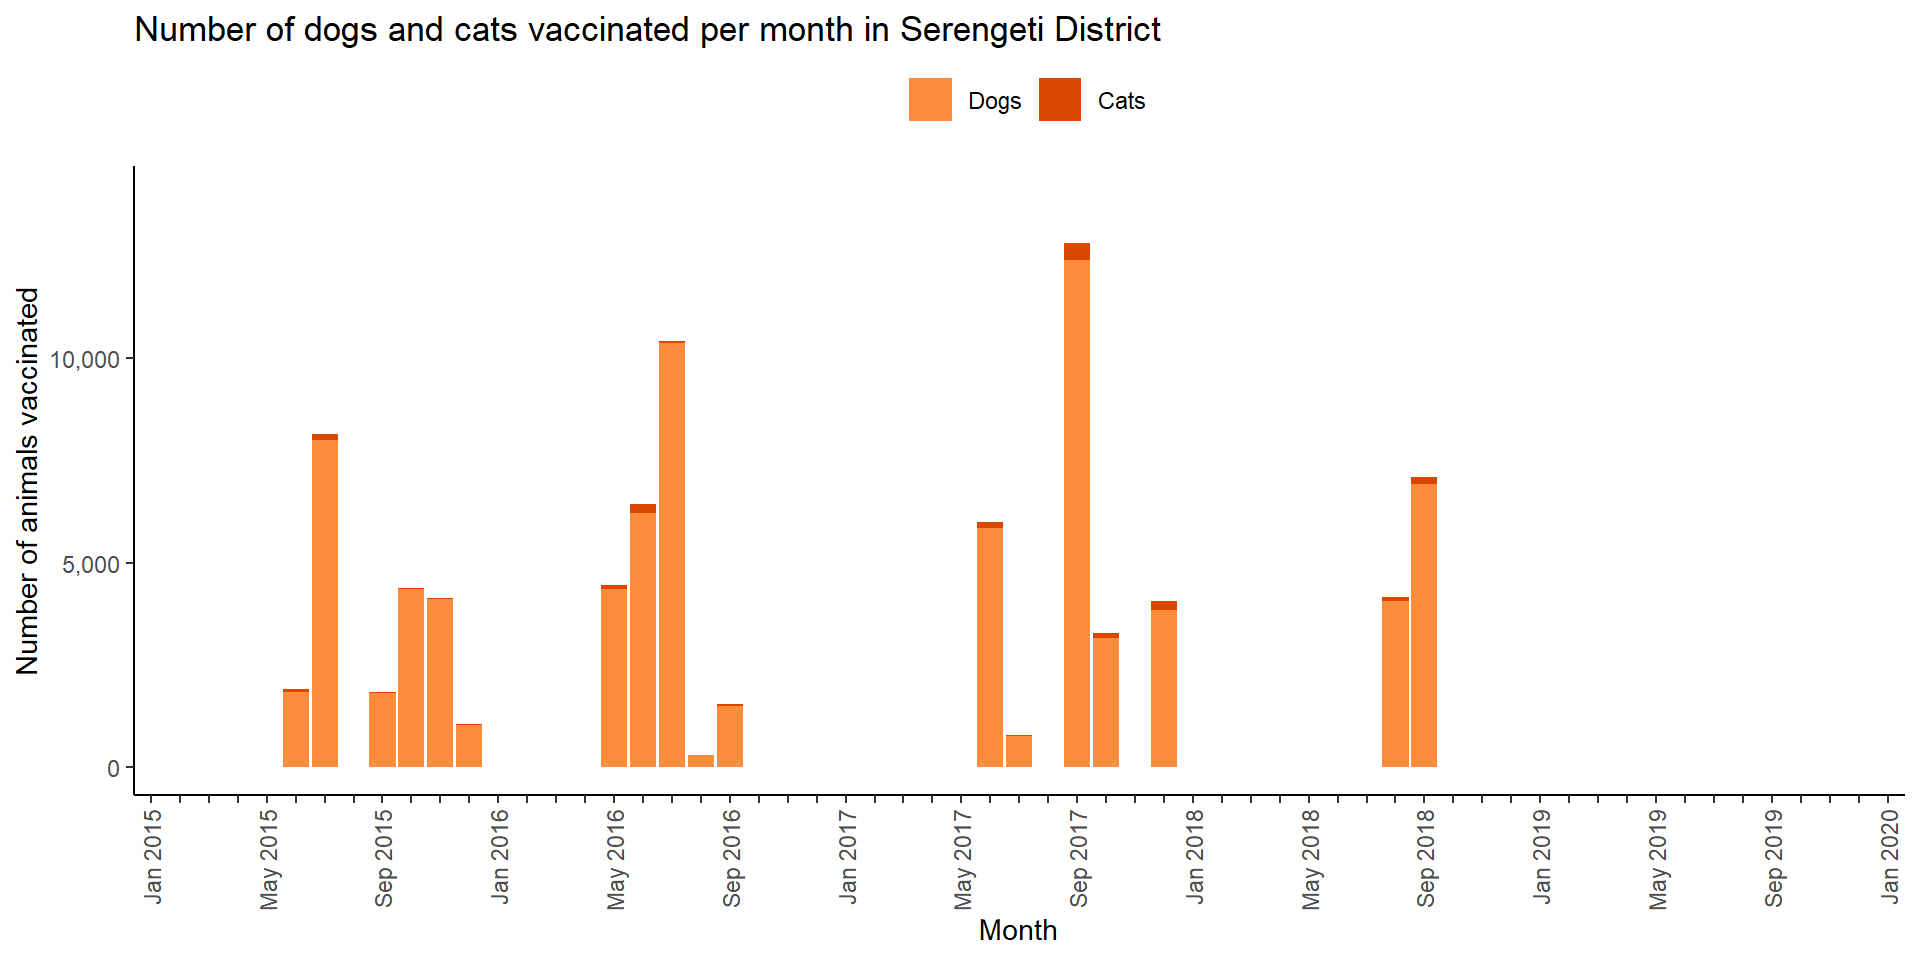 Number of dogs and cats vaccinated per month in Serengeti District
Dogs Cats
Number of animals vaccinated
10,000
5,000
0
Jan 2015 May 2015 Sep 2015 Jan 2016 May 2016 Sep 2016 Jan 2017 May 2017 Sep 2017 Jan 2018 May 2018 Sep 2018 Jan 2019 May 2019 Sep 2019 Jan 2020
Month